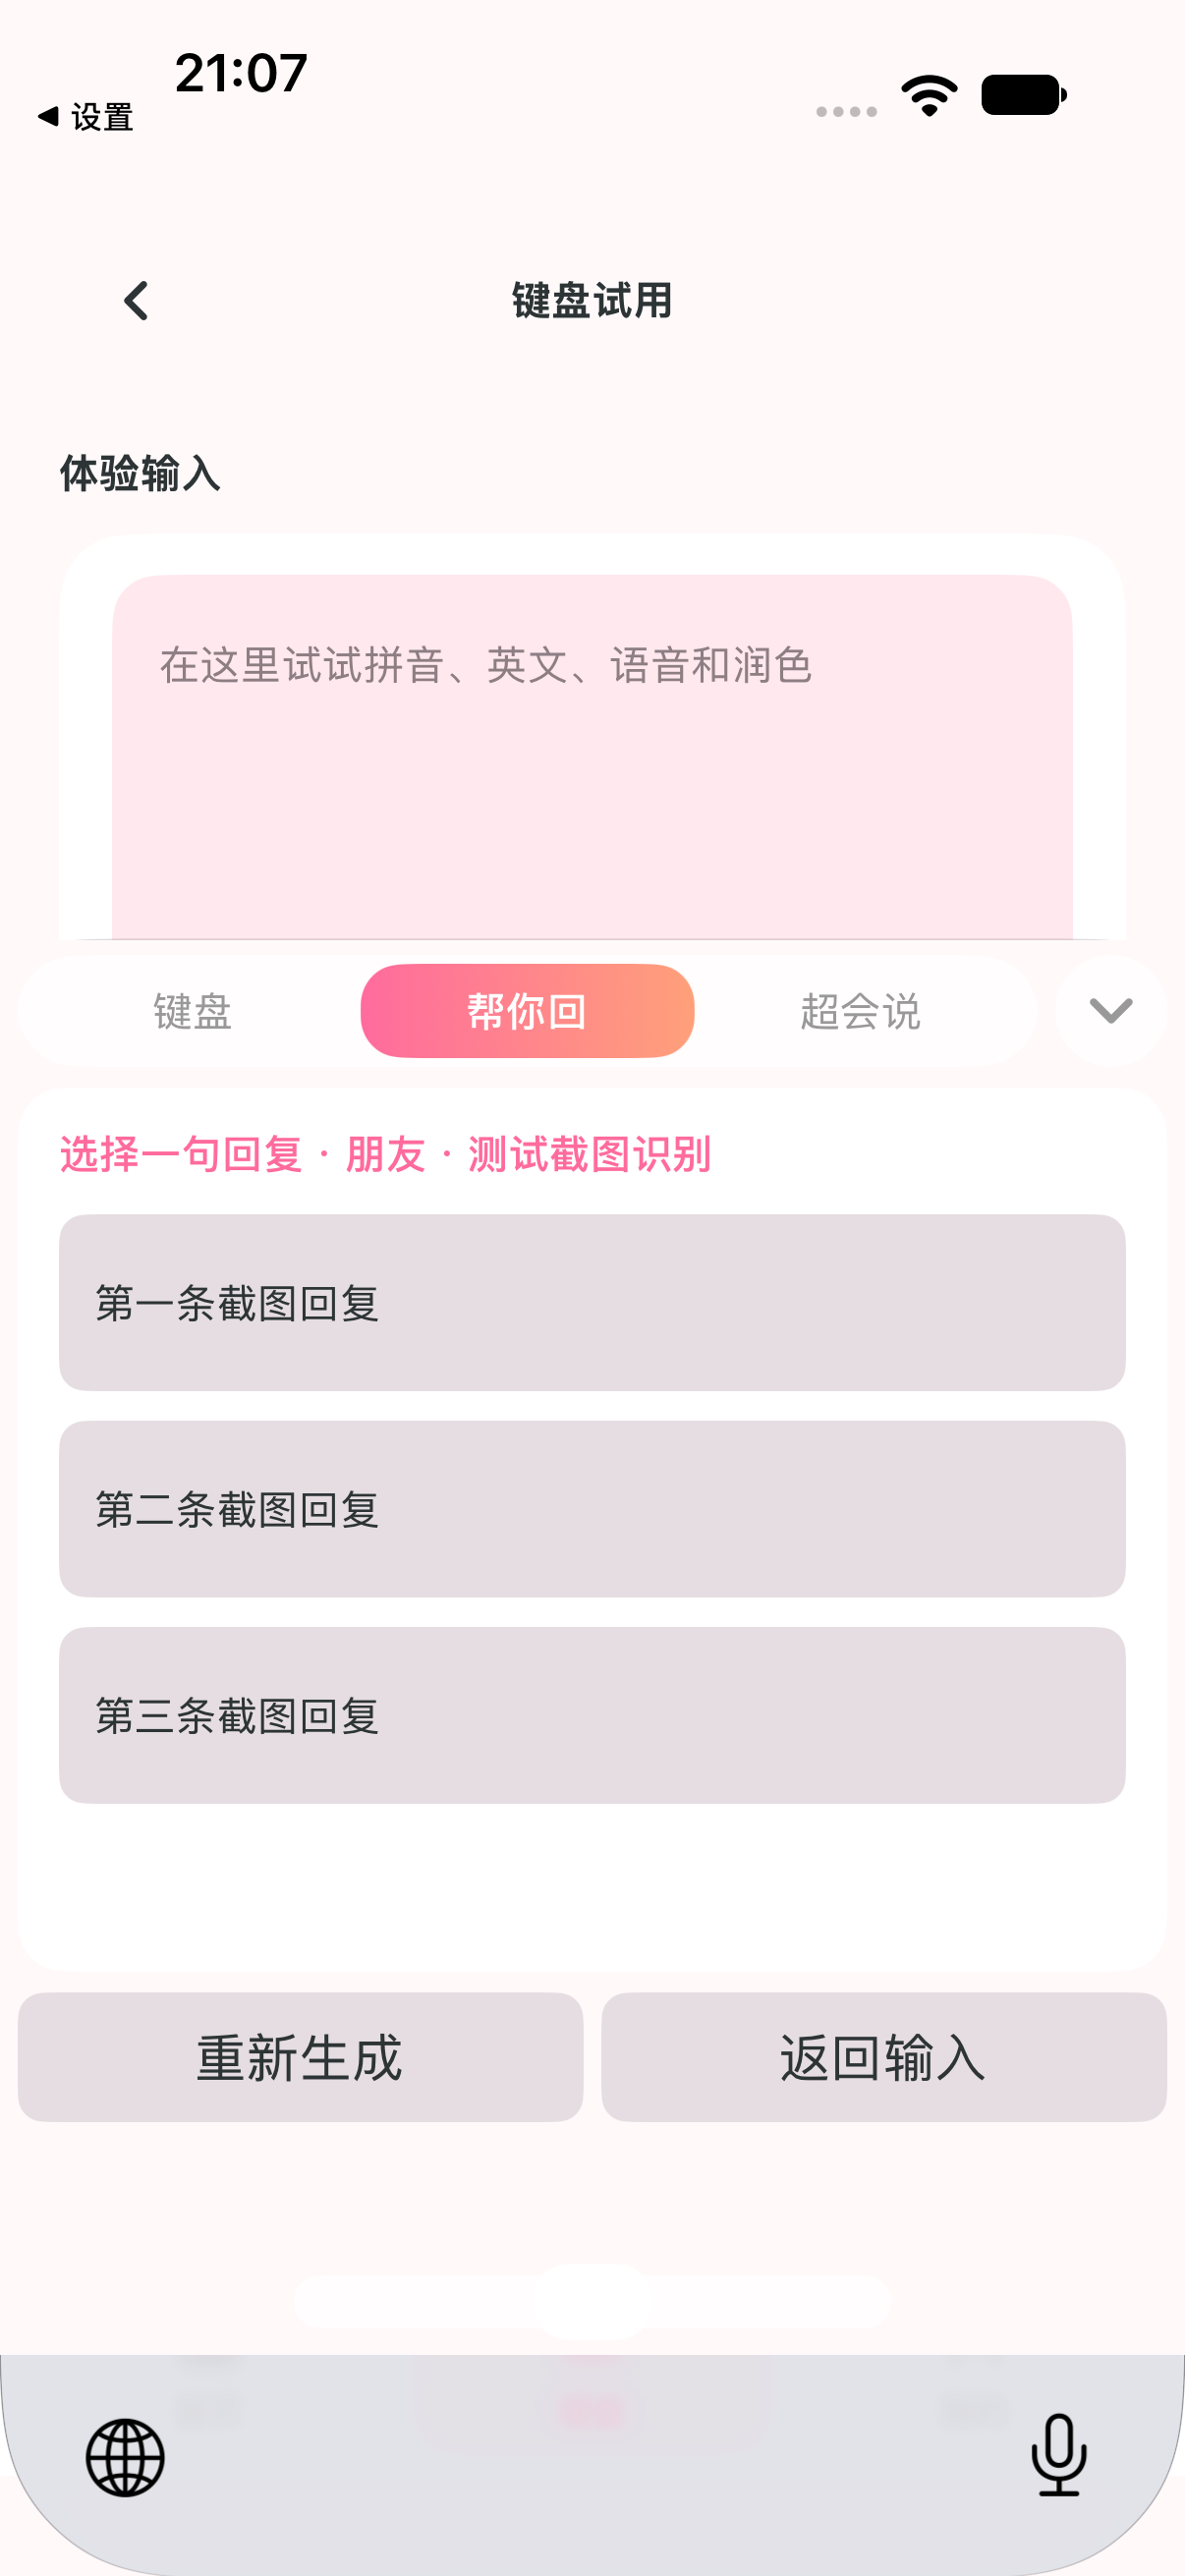 21:07
设置
键盘试用
体验输入
在这里试试拼音、英文、语音和润色
键盘 帮你回 超会说
选择一句回复 · 朋友 · 测试截图识别
第一条截图回复
第二条截图回复
第三条截图回复
重新生成 返回输入